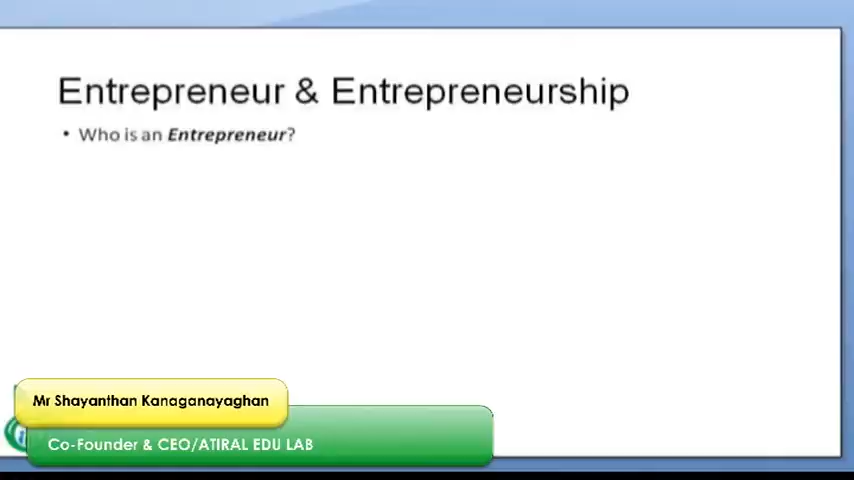 Entrepreneur & Entrepreneurship
• Who is an Entrepreneur?
Mr Shayanthan Kanaganayaghan
Co-Founder & CEO/ATIRAL EDU LAB